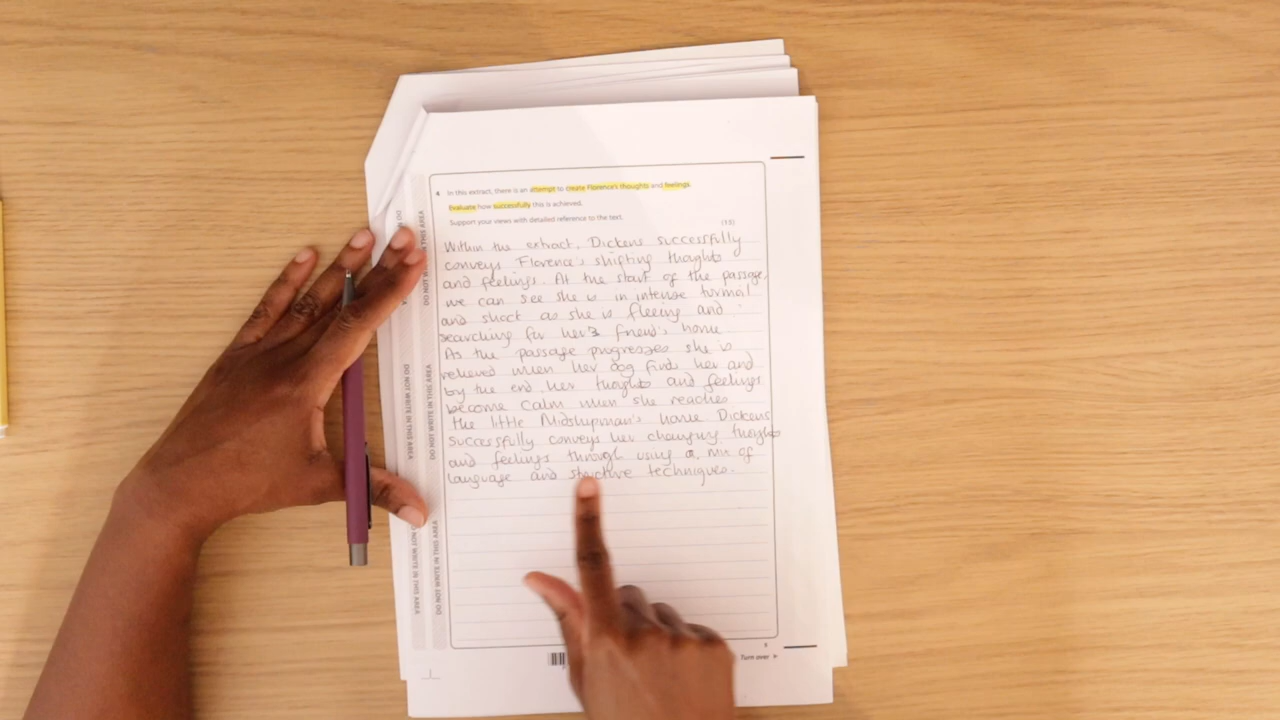 4 In this extract, there is an attempt to create Florence's thoughts and feelings.
Evaluate how successfully this is achieved.
Support your views with detailed reference to the text.
(15)
Within the extract, Dickens successfully
conveys Florence's shifting thoughts
and feelings. At the start of the passage,
we can see she is in intense turmoil
and shock as she is fleeing and
searching for her friend's home.
As the passage progresses she is
relieved when her dog finds her and
by the end, her thoughts and feelings
become calm when she reaches
the little Midshipman's home. Dickens
successfully conveys her changing thoughts
and feelings through using a mix of
language and structure techniques.
Turn over
DO NOT WRITE IN THIS AREA
DO NOT WRITE IN THIS AREA
DO NOT WRITE IN THIS AREA
DO NOT WRITE IN THIS AREA